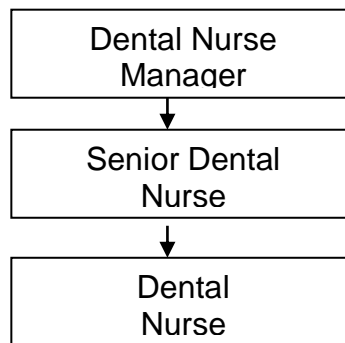 Dental Nurse
Manager
Senior Dental
Nurse
Dental
Nurse